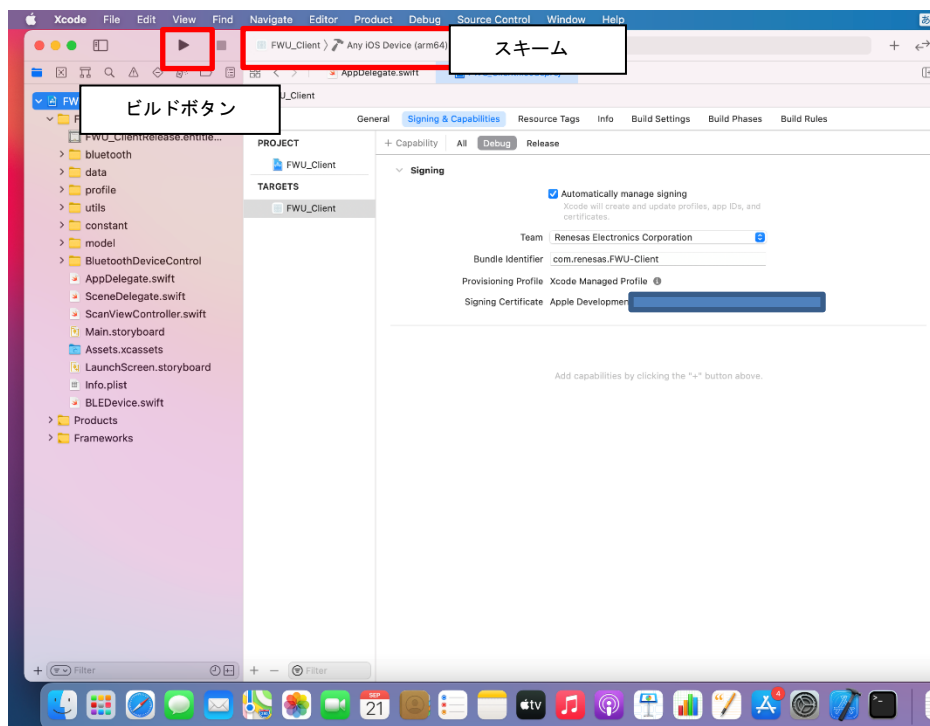 Xcode File Edit View Find Navigate Editor Product Debug Source Control Window Help
あ
FWU_Client 〉 Any iOS Device (arm64)
スキーム
AppDelegate.swift
ビルドボタン
FW
_Client
General Signing & Capabilities Resource Tags Info Build Settings Build Phases Build Rules
FWU_ClientRelease.entitle...
PROJECT
+ Capability All Debug Release
bluetooth
FWU_Client
Signing
data
profile
TARGETS
Automatically manage signing
Xcode will create and update profiles, app IDs, and
certificates.
utils
FWU_Client
constant
model
Team Renesas Electronics Corporation
BluetoothDeviceControl
Bundle Identifier com.renesas.FWU-Client
AppDelegate.swift
Provisioning Profile Xcode Managed Profile
SceneDelegate.swift
Signing Certificate Apple Developmen
ScanViewController.swift
Main.storyboard
Assets.xcassets
LaunchScreen.storyboard
Add capabilities by clicking the "+" button above.
Info.plist
BLEDevice.swift
Products
Frameworks
+ Filter
+ − Filter
SEP
21
tv
4